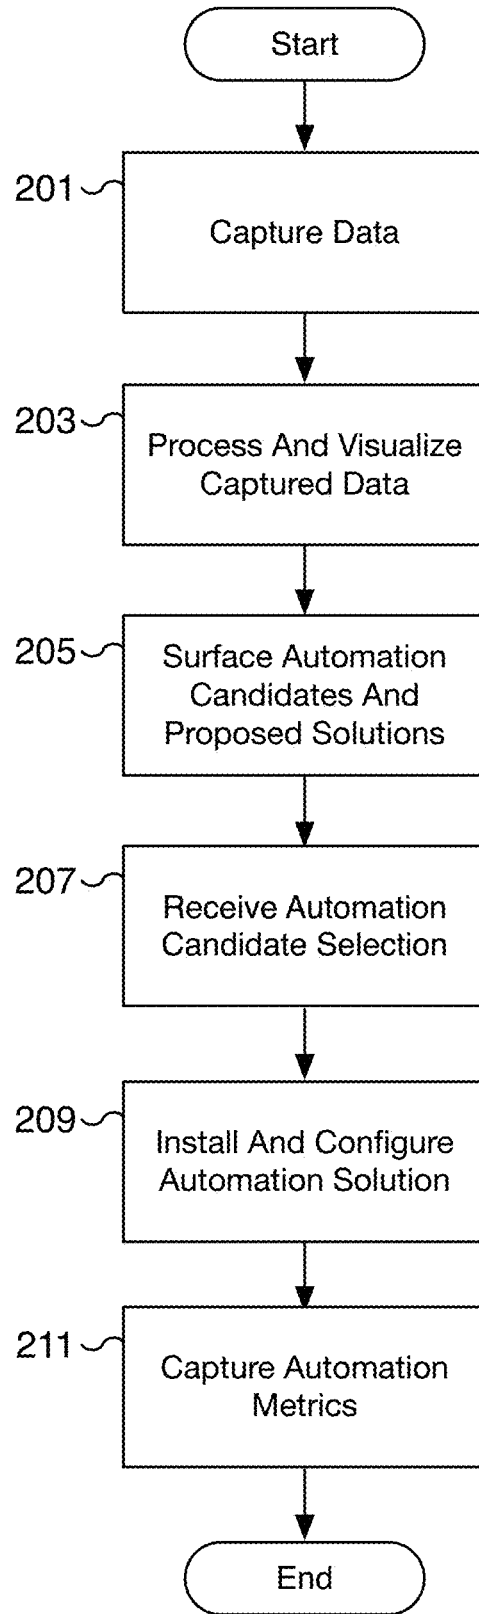 Start
201
Capture Data
203
Process And Visualize
Captured Data
205
Surface Automation
Candidates And
Proposed Solutions
207
Receive Automation
Candidate Selection
209
Install And Configure
Automation Solution
211
Capture Automation
Metrics
End